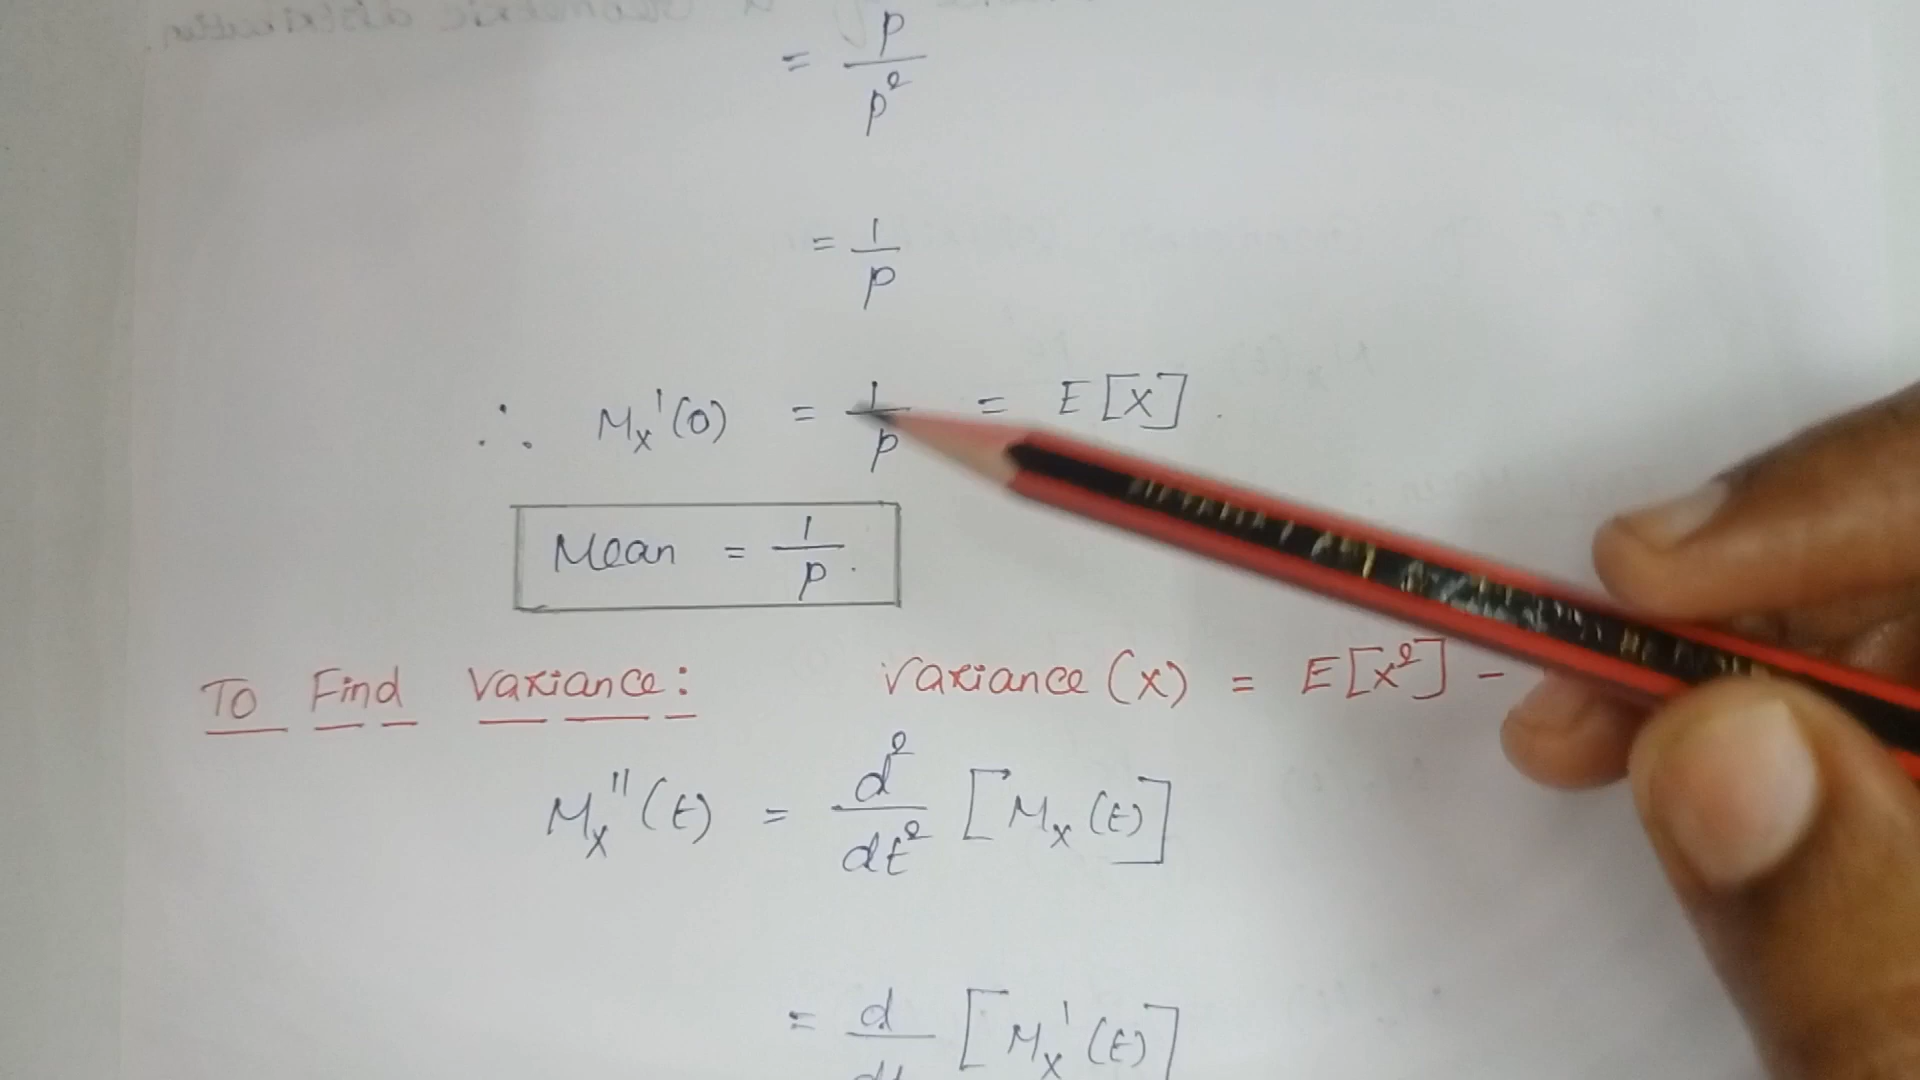 = p/p²
= 1/p
∴ Mx'(0) = 1/p = E[X].
Mean = 1/p.
To Find Variance: Variance(X) = E[X²] -
Mx''(t) = d²/dt² [Mx(t)]
= d [Mx'(t)]